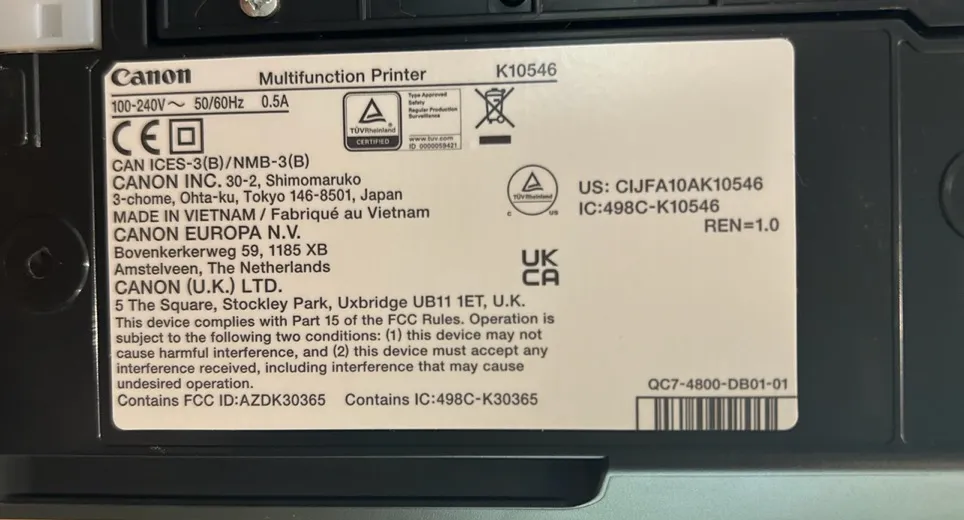 Canon Multifunction Printer K10546
100-240V～ 50/60Hz 0.5A
TÜVRheinland
CERTIFIED
Type Approved
Safety
Regular Production
Surveillance
www.tuv.com
ID 0000059421
CE
CAN ICES-3(B)/NMB-3(B)
CANON INC. 30-2, Shimomaruko
3-chome, Ohta-ku, Tokyo 146-8501, Japan
MADE IN VIETNAM / Fabriqué au Vietnam
CANON EUROPA N.V.
Bovenkerkerweg 59, 1185 XB
Amstelveen, The Netherlands
CANON (U.K.) LTD.
5 The Square, Stockley Park, Uxbridge UB11 1ET, U.K.
This device complies with Part 15 of the FCC Rules. Operation is
subject to the following two conditions: (1) this device may not
cause harmful interference, and (2) this device must accept any
interference received, including interference that may cause
undesired operation.
Contains FCC ID:AZDK30365 Contains IC:498C-K30365
TÜVRheinland
C US
UK
CA
US: CIJFA10AK10546
IC:498C-K10546
REN=1.0
QC7-4800-DB01-01